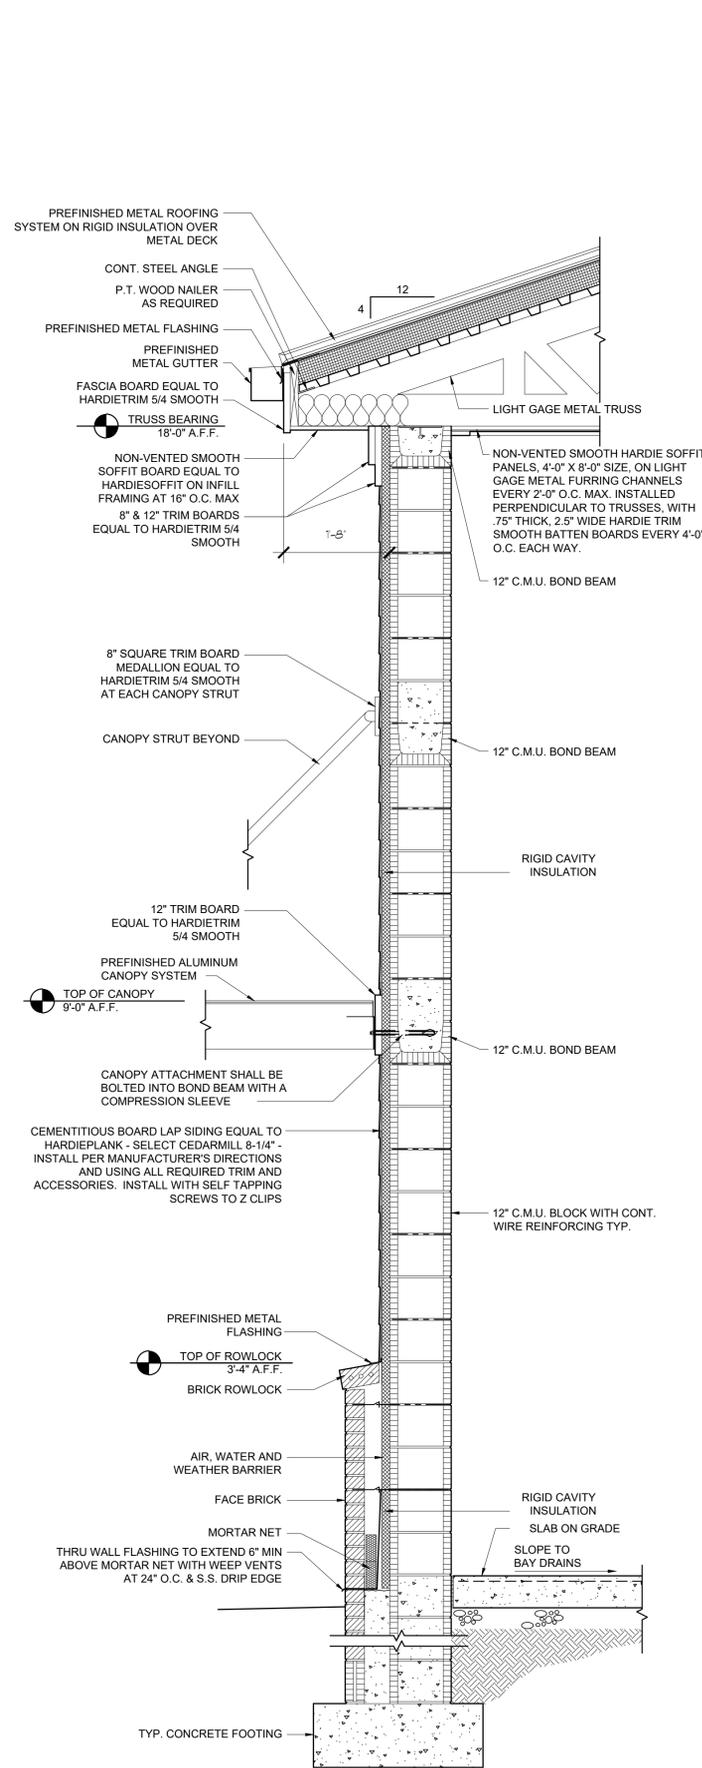 PREFINISHED METAL ROOFING
SYSTEM ON RIGID INSULATION OVER
METAL DECK
CONT. STEEL ANGLE
P.T. WOOD NAILER
AS REQUIRED
12
4
PREFINISHED METAL FLASHING
PREFINISHED
METAL GUTTER
FASCIA BOARD EQUAL TO
HARDIETRIM 5/4 SMOOTH
LIGHT GAGE METAL TRUSS
TRUSS BEARING
18'-0" A.F.F.
NON-VENTED SMOOTH
SOFFIT BOARD EQUAL TO
HARDIESOFFIT ON INFILL
FRAMING AT 16" O.C. MAX
8" & 12" TRIM BOARDS
EQUAL TO HARDIETRIM 5/4
SMOOTH
1'-8"
NON-VENTED SMOOTH HARDIE SOFFIT
PANELS, 4'-0" X 8'-0" SIZE, ON LIGHT
GAGE METAL FURRING CHANNELS
EVERY 2'-0" O.C. MAX. INSTALLED
PERPENDICULAR TO TRUSSES, WITH
.75" THICK, 2.5" WIDE HARDIE TRIM
SMOOTH BATTEN BOARDS EVERY 4'-0"
O.C. EACH WAY.
12" C.M.U. BOND BEAM
8" SQUARE TRIM BOARD
MEDALLION EQUAL TO
HARDIETRIM 5/4 SMOOTH
AT EACH CANOPY STRUT
CANOPY STRUT BEYOND
12" C.M.U. BOND BEAM
RIGID CAVITY
INSULATION
12" TRIM BOARD
EQUAL TO HARDIETRIM
5/4 SMOOTH
PREFINISHED ALUMINUM
CANOPY SYSTEM
TOP OF CANOPY
9'-0" A.F.F.
12" C.M.U. BOND BEAM
CANOPY ATTACHMENT SHALL BE
BOLTED INTO BOND BEAM WITH A
COMPRESSION SLEEVE
CEMENTITIOUS BOARD LAP SIDING EQUAL TO
HARDIEPLANK - SELECT CEDARMILL 8-1/4" -
INSTALL PER MANUFACTURER'S DIRECTIONS
AND USING ALL REQUIRED TRIM AND
ACCESSORIES. INSTALL WITH SELF TAPPING
SCREWS TO Z CLIPS
12" C.M.U. BLOCK WITH CONT.
WIRE REINFORCING TYP.
PREFINISHED METAL
FLASHING
TOP OF ROWLOCK
3'-4" A.F.F.
BRICK ROWLOCK
AIR, WATER AND
WEATHER BARRIER
FACE BRICK
RIGID CAVITY
INSULATION
MORTAR NET
SLAB ON GRADE
THRU WALL FLASHING TO EXTEND 6" MIN
ABOVE MORTAR NET WITH WEEP VENTS
AT 24" O.C. & S.S. DRIP EDGE
SLOPE TO
BAY DRAINS
TYP. CONCRETE FOOTING